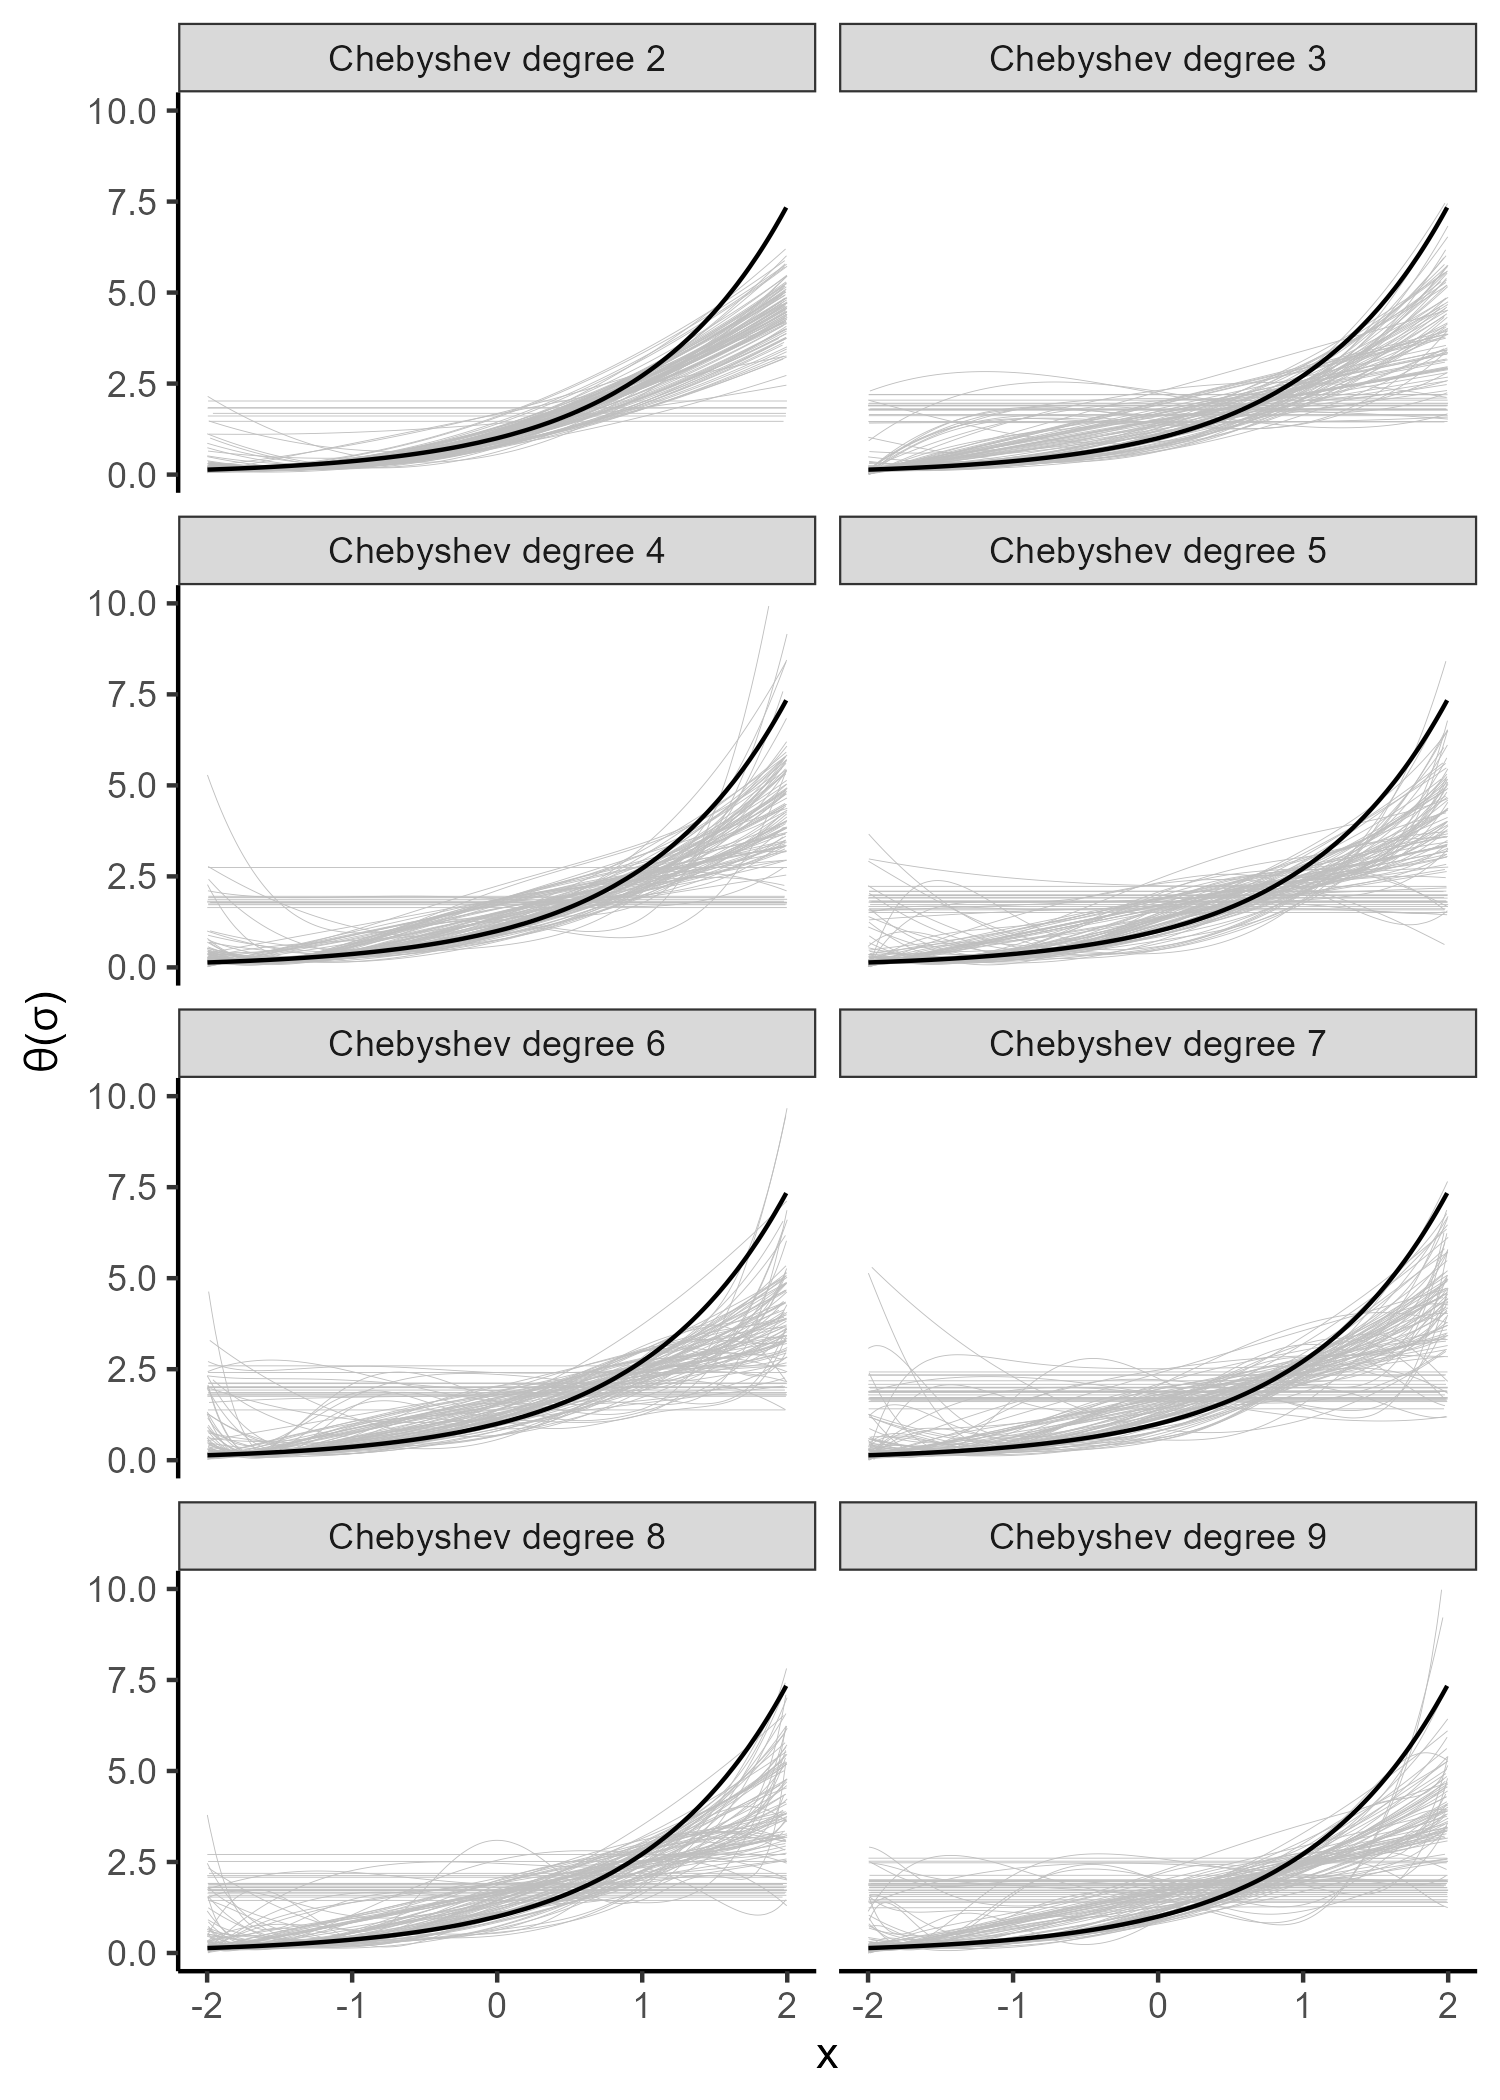 Chebyshev degree 2
Chebyshev degree 3
10.0
7.5
5.0
2.5
0.0
Chebyshev degree 4
Chebyshev degree 5
10.0
7.5
5.0
2.5
0.0
θ(σ)
Chebyshev degree 6
Chebyshev degree 7
10.0
7.5
5.0
2.5
0.0
Chebyshev degree 8
Chebyshev degree 9
10.0
7.5
5.0
2.5
0.0
-2 -1 0 1 2
-2 -1 0 1 2
x